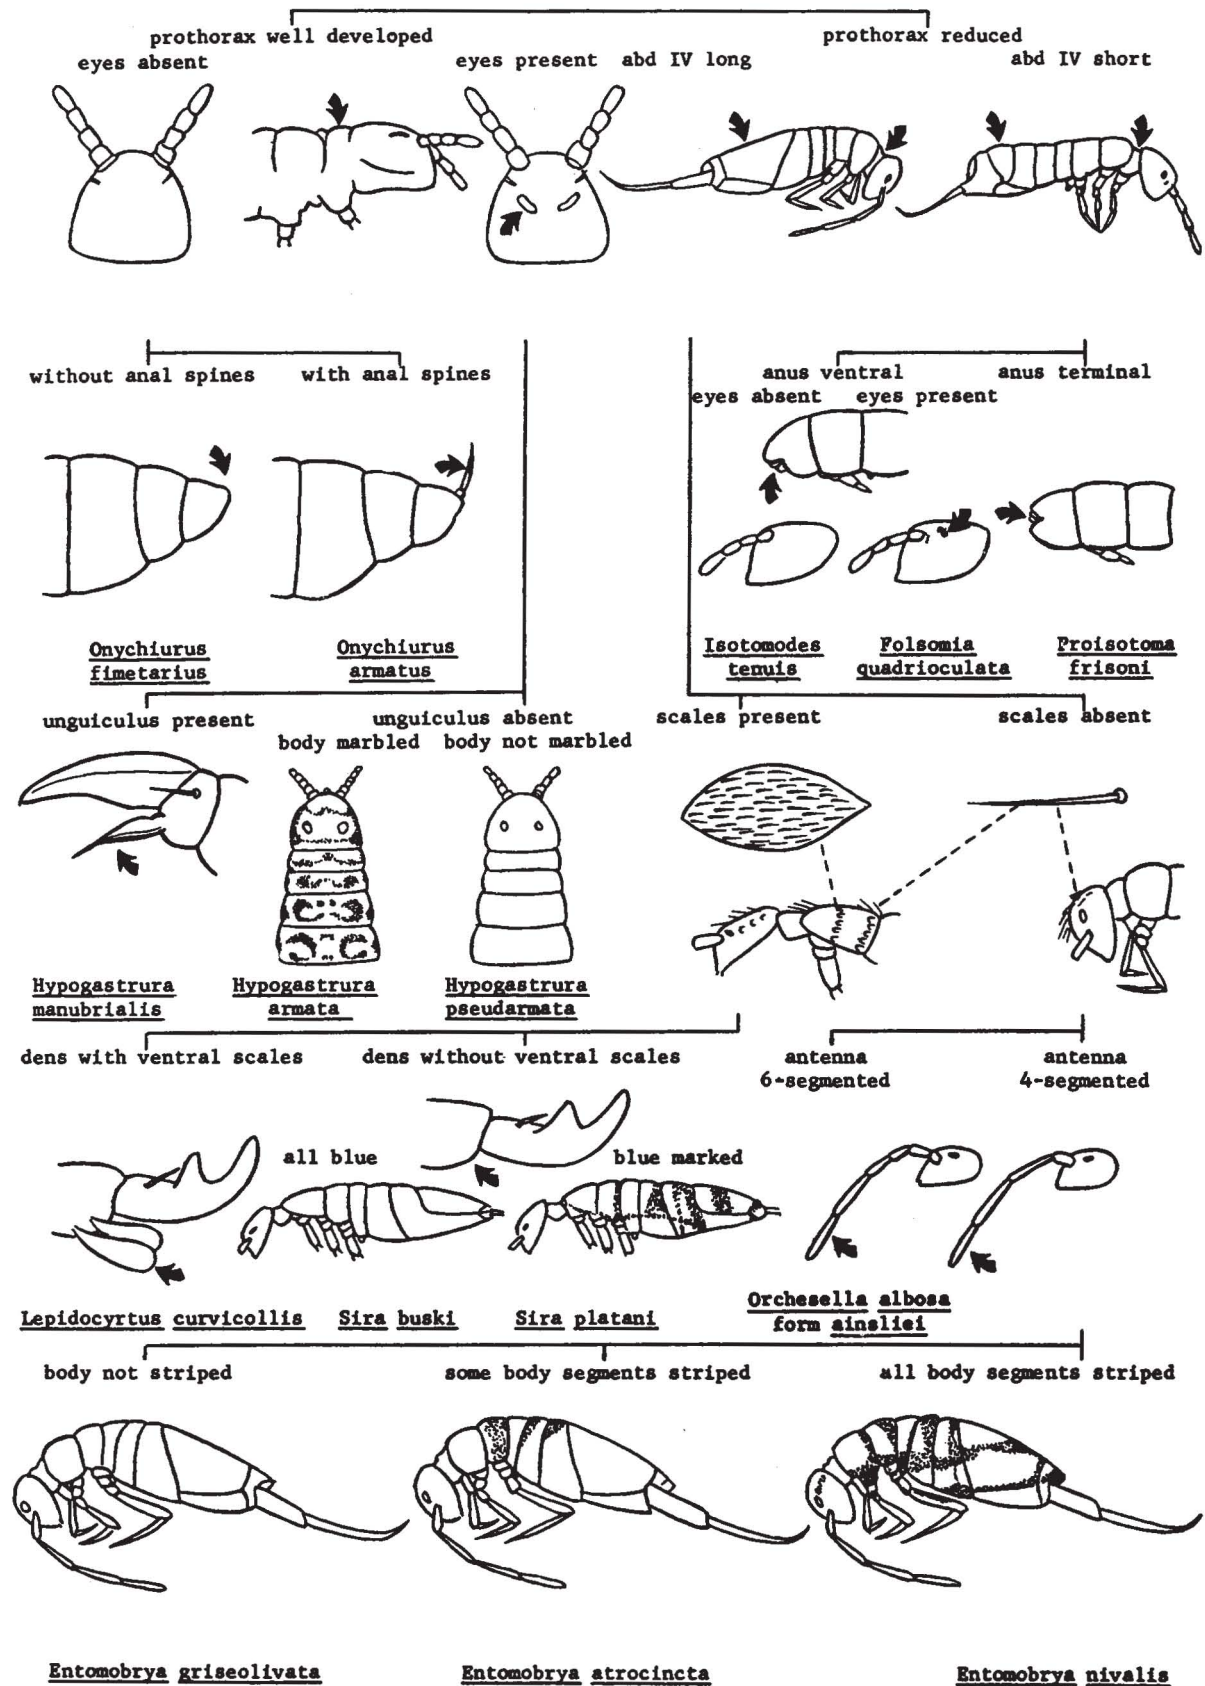 prothorax well developed
prothorax reduced
eyes absent
eyes present
abd IV long
abd IV short
without anal spines
with anal spines
anus ventral
anus terminal
eyes absent
eyes present
Onychiurus
fimetarius
Onychiurus
armatus
Isotomodes
tenuis
Folsomia
quadrioculata
Proisotoma
frisoni
unguiculus present
unguiculus absent
body marbled
body not marbled
scales present
scales absent
Hypogastrura
manubrialis
Hypogastrura
armata
Hypogastrura
pseudarmata
dens with ventral scales
dens without ventral scales
antenna
6-segmented
antenna
4-segmented
all blue
blue marked
Lepidocyrtus curvicollis
Sira buski
Sira platani
Orchesella albosa
form ainsliei
body not striped
some body segments striped
all body segments striped
Entomobrya griseolivata
Entomobrya atrocincta
Entomobrya nivalis